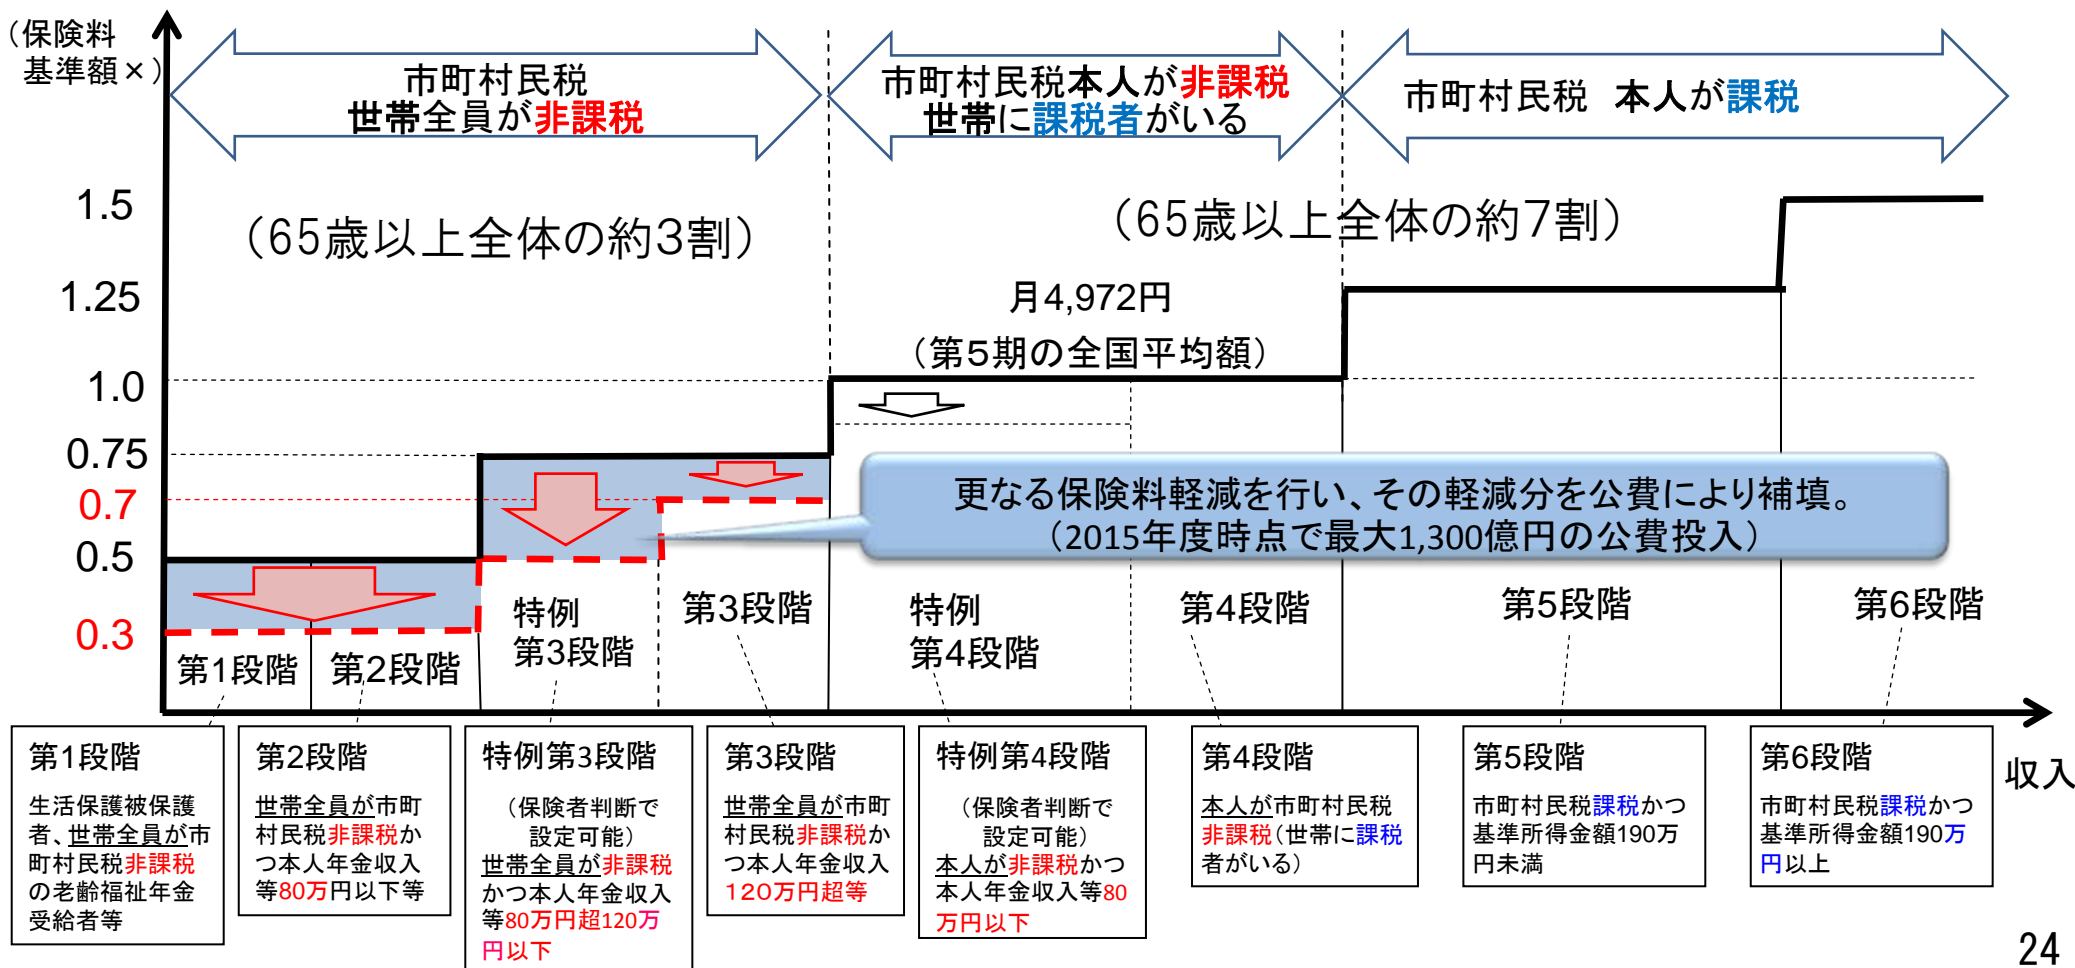 （保険料
基準額×）
市町村民税
世帯全員が非課税
市町村民税本人が非課税
世帯に課税者がいる
市町村民税　本人が課税
（65歳以上全体の約3割）
（65歳以上全体の約7割）
1.5
1.25
1.0
0.75
0.7
0.5
0.3
月4,972円
（第5期の全国平均額）
更なる保険料軽減を行い、その軽減分を公費により補填。
（2015年度時点で最大1,300億円の公費投入）
第1段階
第2段階
特例
第3段階
第3段階
特例
第4段階
第4段階
第5段階
第6段階
収入
第1段階
生活保護被保護
者、世帯全員が市
町村民税非課税
の老齢福祉年金
受給者等
第2段階
世帯全員が市町
村民税非課税か
つ本人年金収入
等80万円以下等
特例第3段階
（保険者判断で
設定可能）
世帯全員が非課税
かつ本人年金収入
等80万円超120万
円以下
第3段階
世帯全員が市町
村民税非課税か
つ本人年金収入
１２０万円超等
特例第4段階
（保険者判断で
設定可能）
本人が非課税かつ
本人年金収入等80
万円以下
第4段階
本人が市町村民税
非課税（世帯に課税
者がいる）
第5段階
市町村民税課税かつ
基準所得金額190万
円未満
第6段階
市町村民税課税かつ
基準所得金額190万
円以上
24